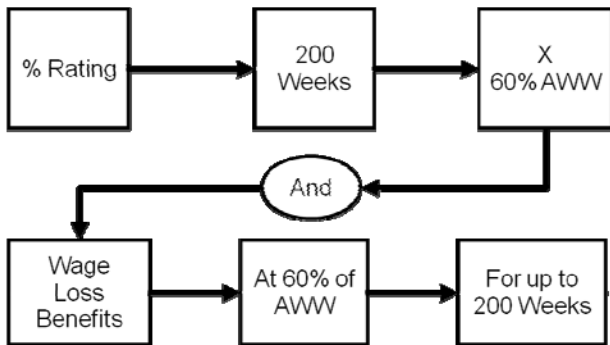 % Rating
200
Weeks
X
60% AWW
And
Wage
Loss
Benefits
At 60% of
AWW
For up to
200 Weeks